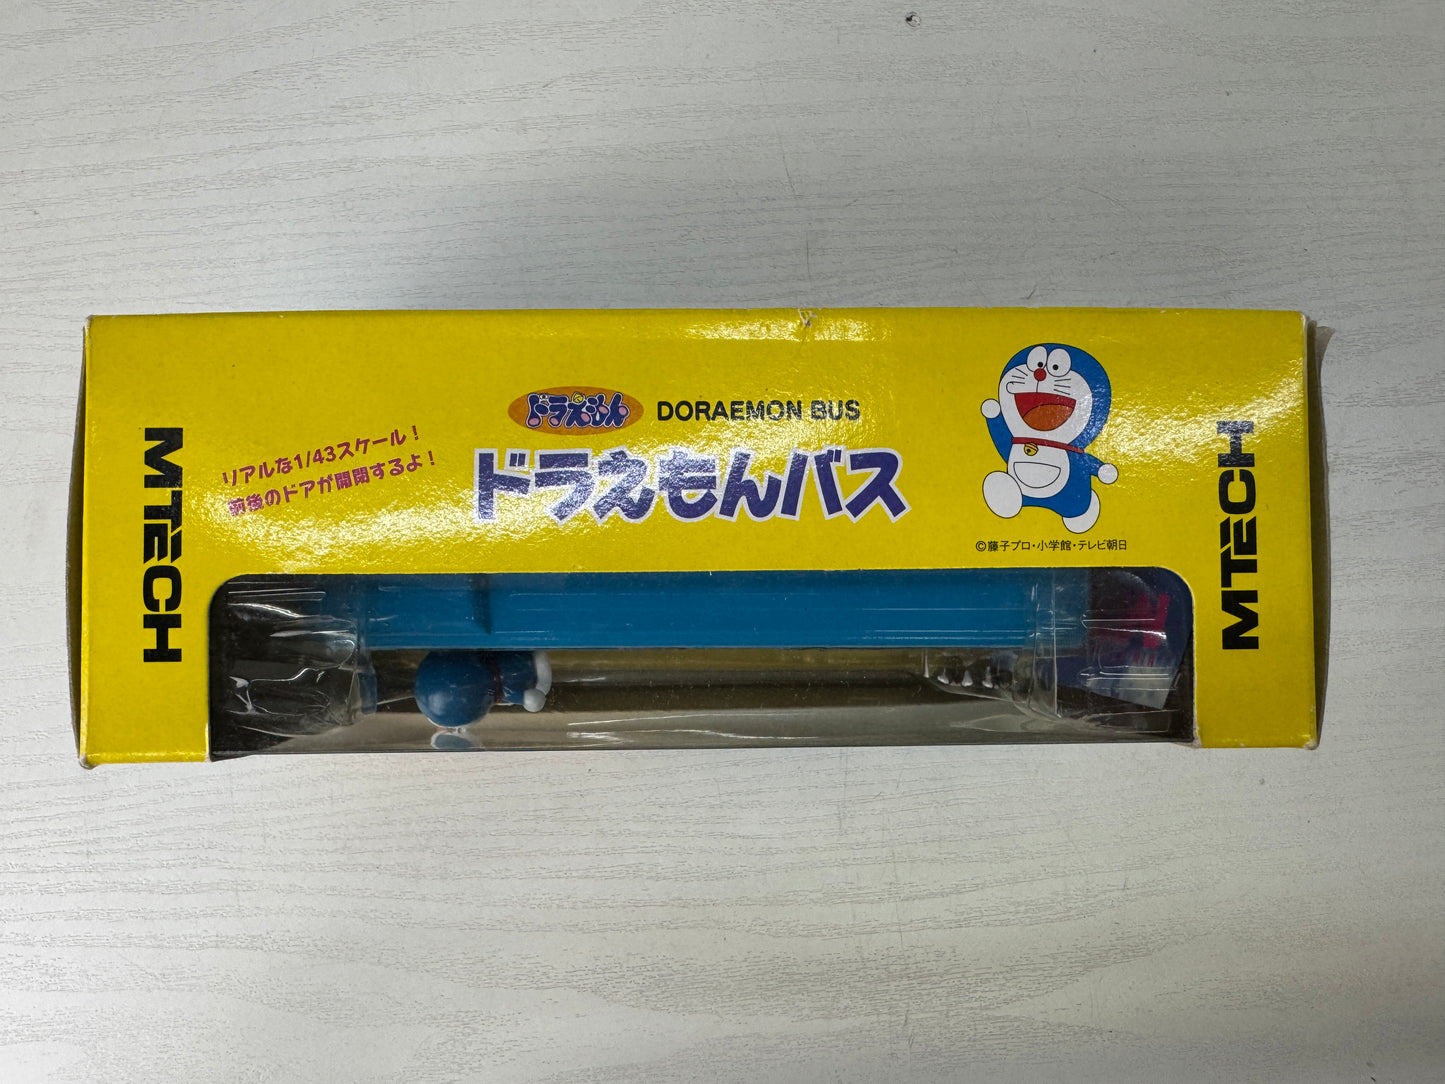 ドラえもん DORAEMON BUS
ドラえもんバス
リアルな1/43スケール！
前後のドアが開閉するよ！
MTECH
MTECH
©藤子プロ・小学館・テレビ朝日